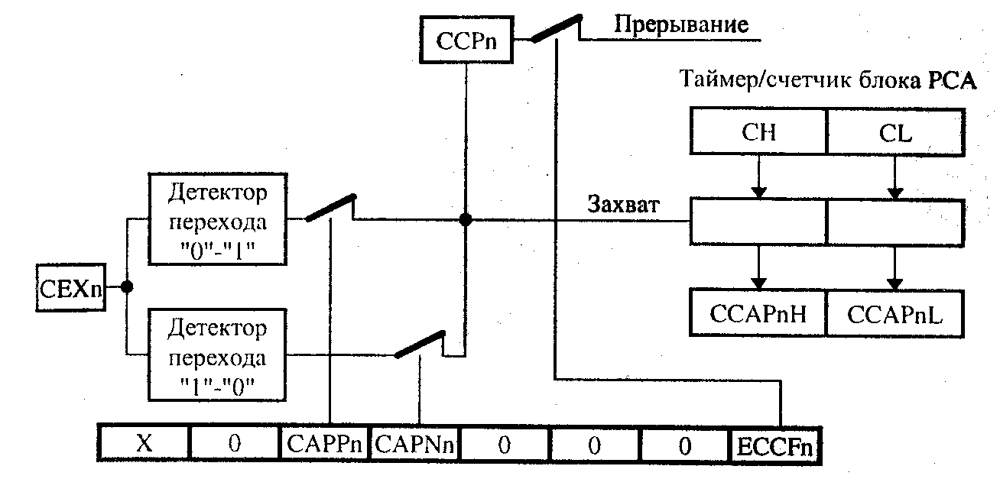 CCPn
Прерывание
Таймер/счетчик блока PCA
CH
CL
Детектор
перехода
"0"-"1"
Захват
CEXn
CCAPnH
CCAPnL
Детектор
перехода
"1"-"0"
X
0
CAPPn
CAPNn
0
0
0
ECCFn